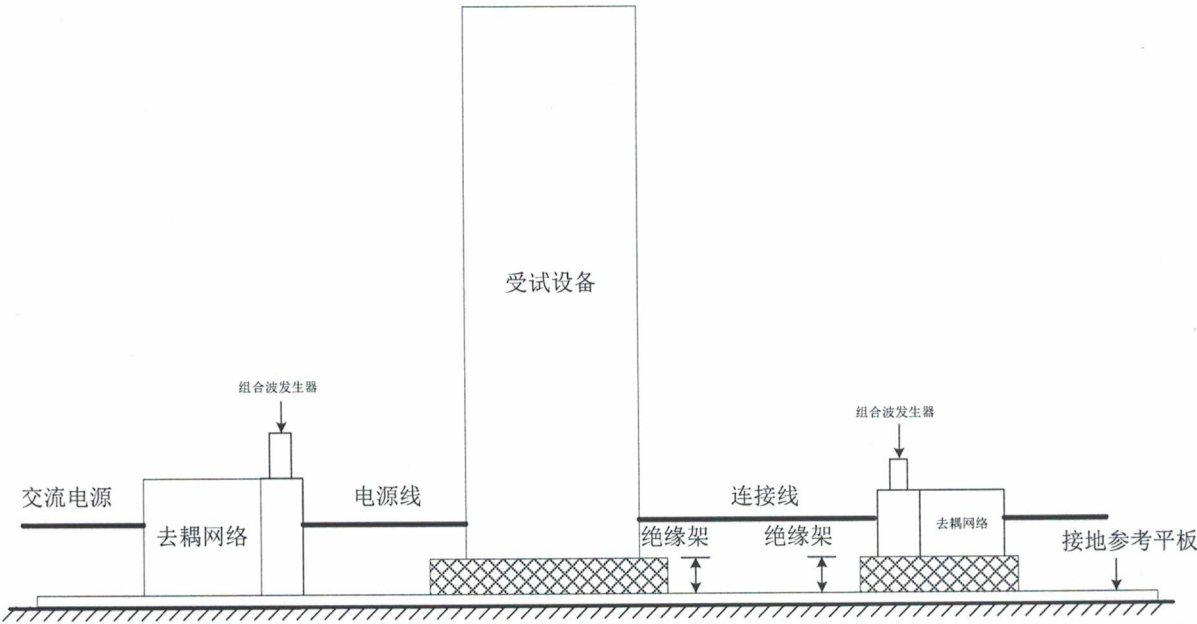 受试设备
组合波发生器
组合波发生器
交流电源
电源线
连接线
去耦网络
去耦网络
绝缘架
绝缘架
接地参考平板